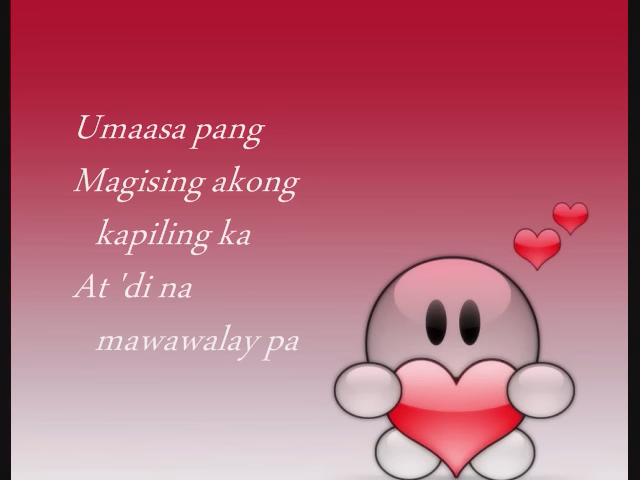 Umaasa pang
Magising akong
kapiling ka
At 'di na
mawawalay pa